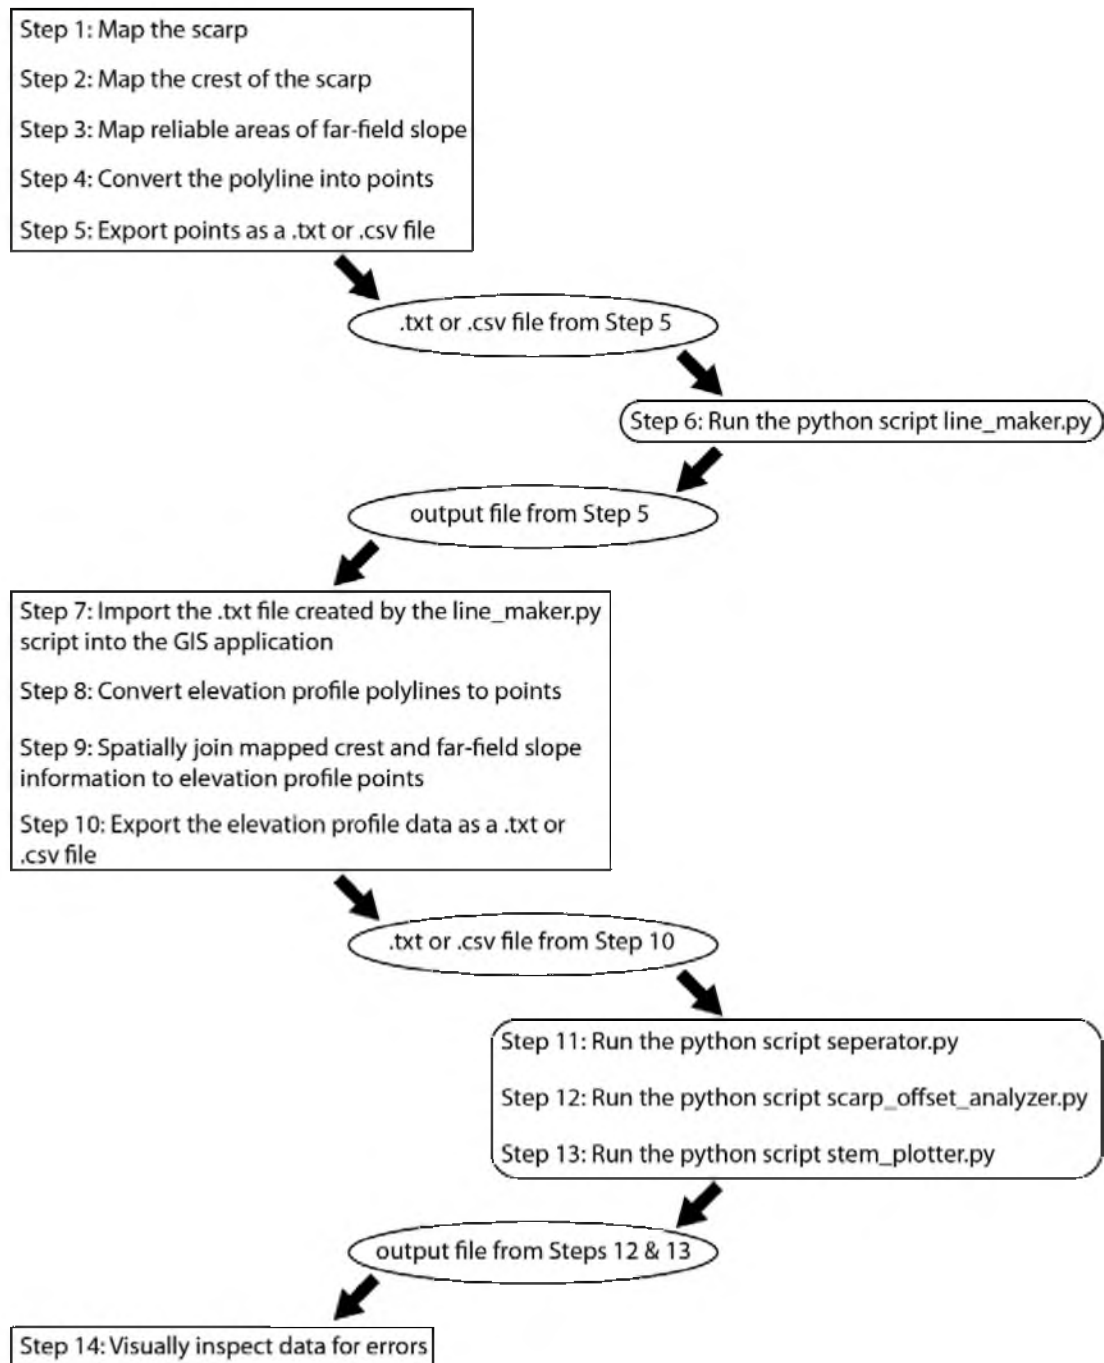 Step 1: Map the scarp
Step 2: Map the crest of the scarp
Step 3: Map reliable areas of far-field slope
Step 4: Convert the polyline into points
Step 5: Export points as a .txt or .csv file
.txt or .csv file from Step 5
Step 6: Run the python script line_maker.py
output file from Step 5
Step 7: Import the .txt file created by the line_maker.py
script into the GIS application
Step 8: Convert elevation profile polylines to points
Step 9: Spatially join mapped crest and far-field slope
information to elevation profile points
Step 10: Export the elevation profile data as a .txt or
.csv file
.txt or .csv file from Step 10
Step 11: Run the python script seperator.py
Step 12: Run the python script scarp_offset_analyzer.py
Step 13: Run the python script stem_plotter.py
output file from Steps 12 & 13
Step 14: Visually inspect data for errors